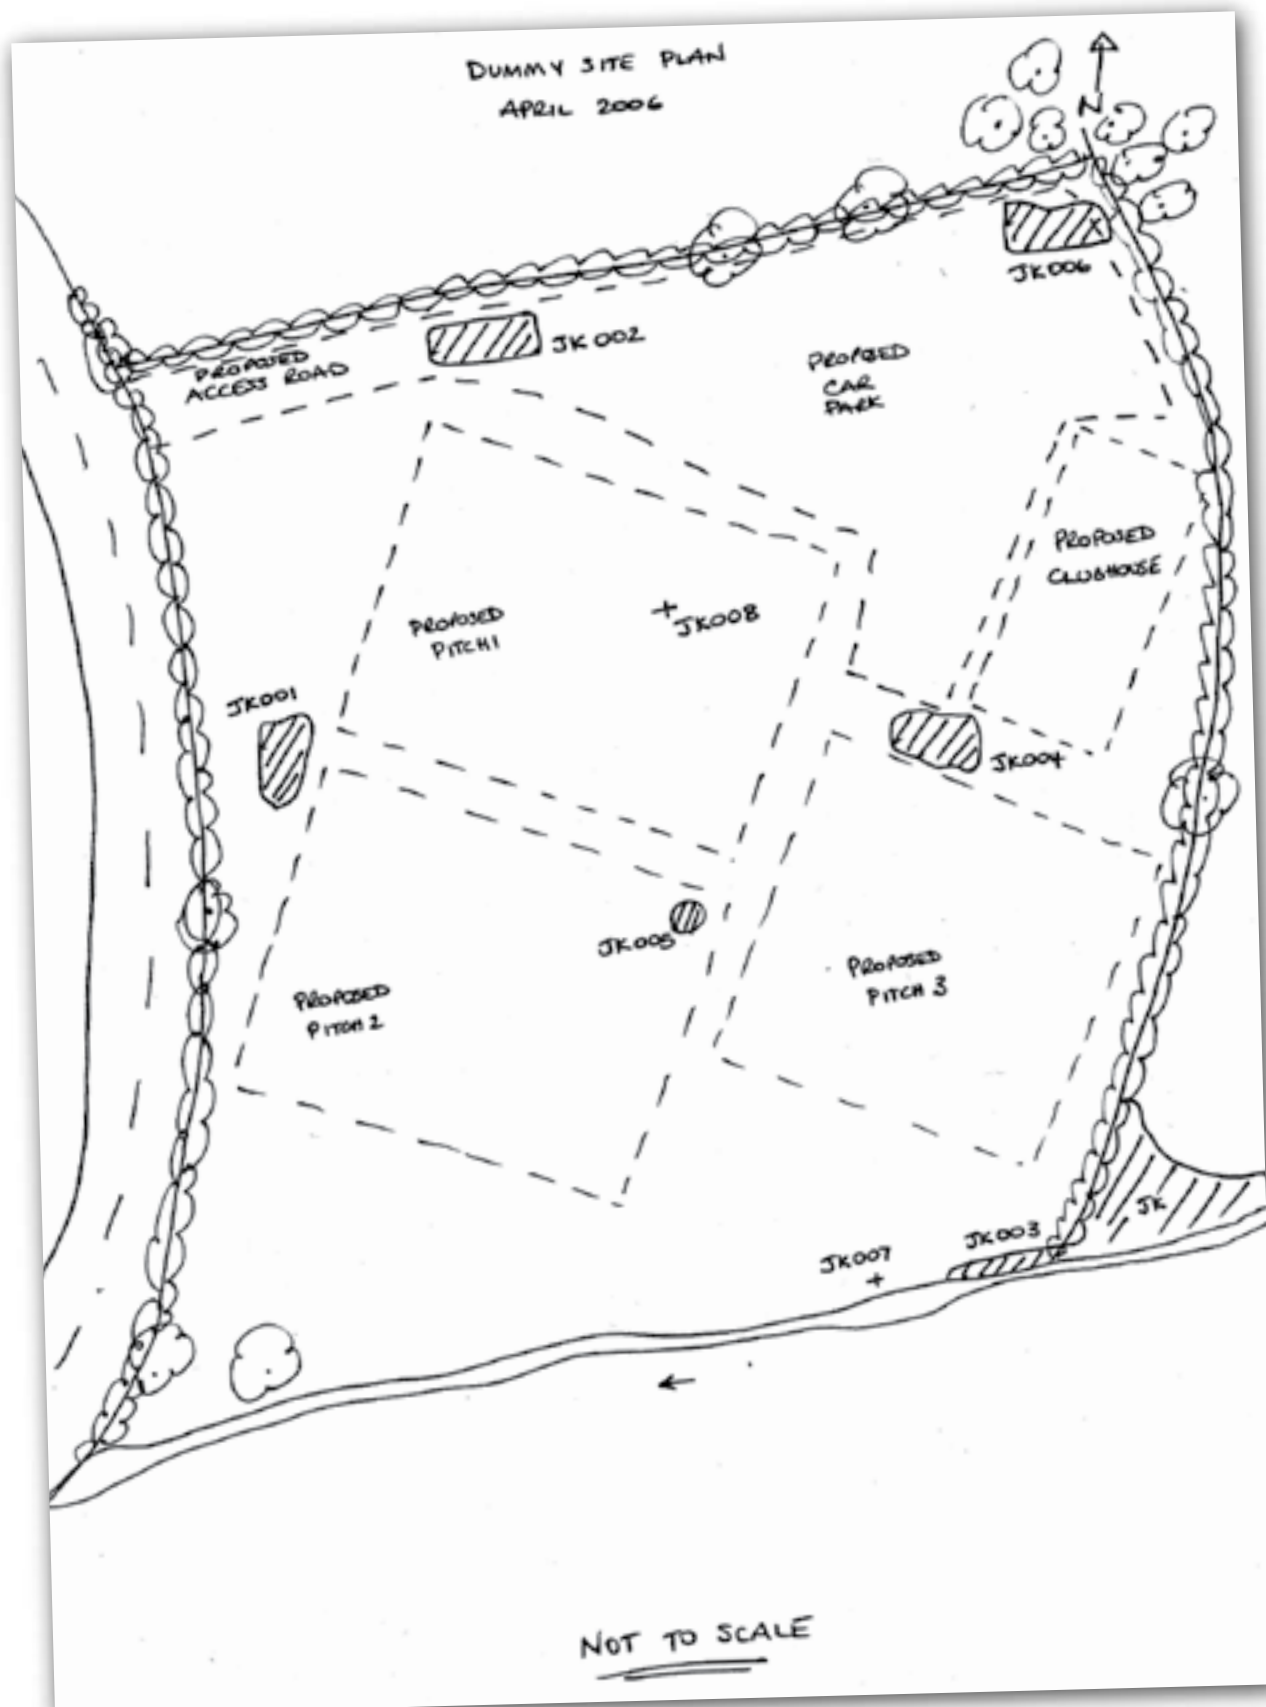 DUMMY SITE PLAN
APRIL 2006
N
JK006
JK002
PROPOSED
ACCESS ROAD
PROPOSED
CAR
PARK
PROPOSED
CLUBHOUSE
PROPOSED
PITCH 1
JK008
JK001
JK004
JK005
PROPOSED
PITCH 3
PROPOSED
PITCH 2
JK
JK003
JK007
NOT TO SCALE